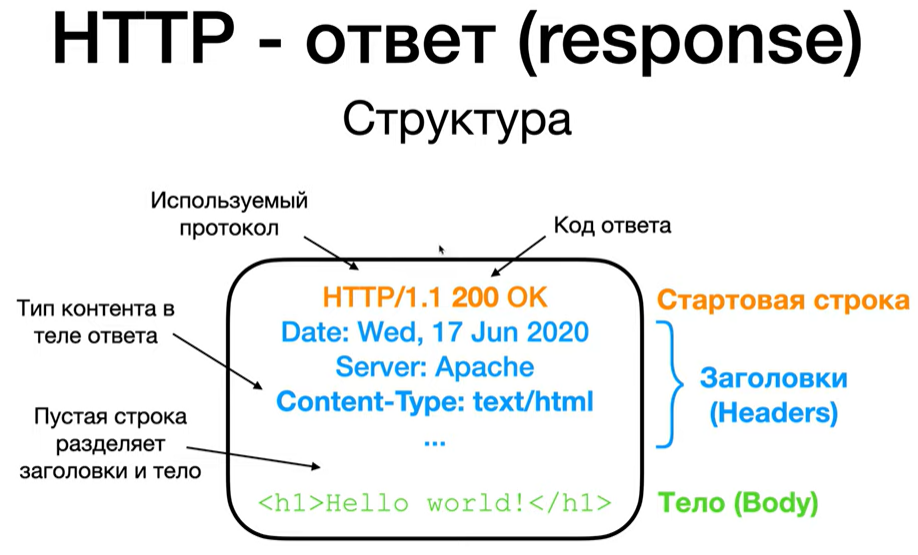 HTTP - ответ (response)
Структура
Используемый
протокол
Код ответа
HTTP/1.1 200 OK
Стартовая строка
Тип контента в
теле ответа
Date: Wed, 17 Jun 2020
Server: Apache
Content-Type: text/html
...
Заголовки
(Headers)
Пустая строка
разделяет
заголовки и тело
<h1>Hello world!</h1>
Тело (Body)